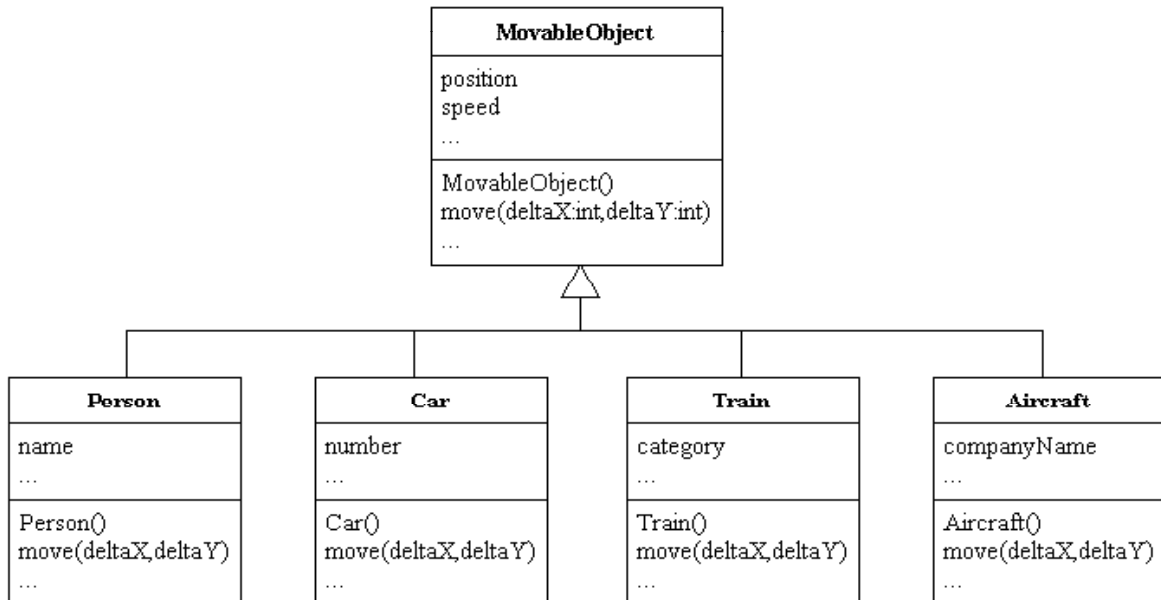 MovableObject
position
speed
...
MovableObject()
move(deltaX:int,deltaY:int)
...
Person
name
...
Person()
move(deltaX,deltaY)
...
Car
number
...
Car()
move(deltaX,deltaY)
...
Train
category
...
Train()
move(deltaX,deltaY)
...
Aircraft
companyName
...
Aircraft()
move(deltaX,deltaY)
...